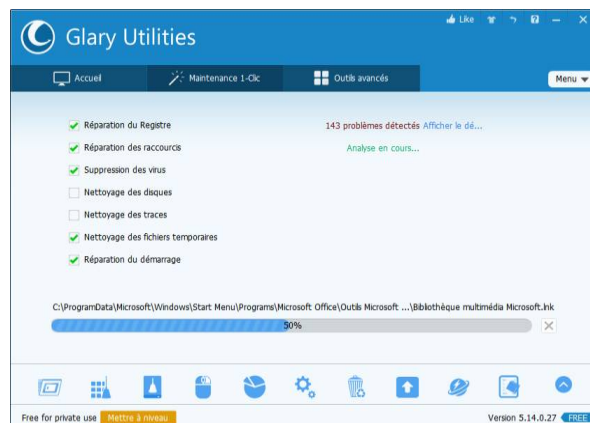 Like
Glary Utilities
Accueil
Maintenance 1-Clic
Outils avancés
Menu
Réparation du Registre
143 problèmes détectés Afficher le dé...
Réparation des raccourcis
Analyse en cours...
Suppression des virus
Nettoyage des disques
Nettoyage des traces
Nettoyage des fichiers temporaires
Réparation du démarrage
C:\ProgramData\Microsoft\Windows\Start Menu\Programs\Microsoft Office\Outils Microsoft ...\Bibliothèque multimédia Microsoft.lnk
50%
Free for private use Mettre à niveau
Version 5.14.0.27 FREE